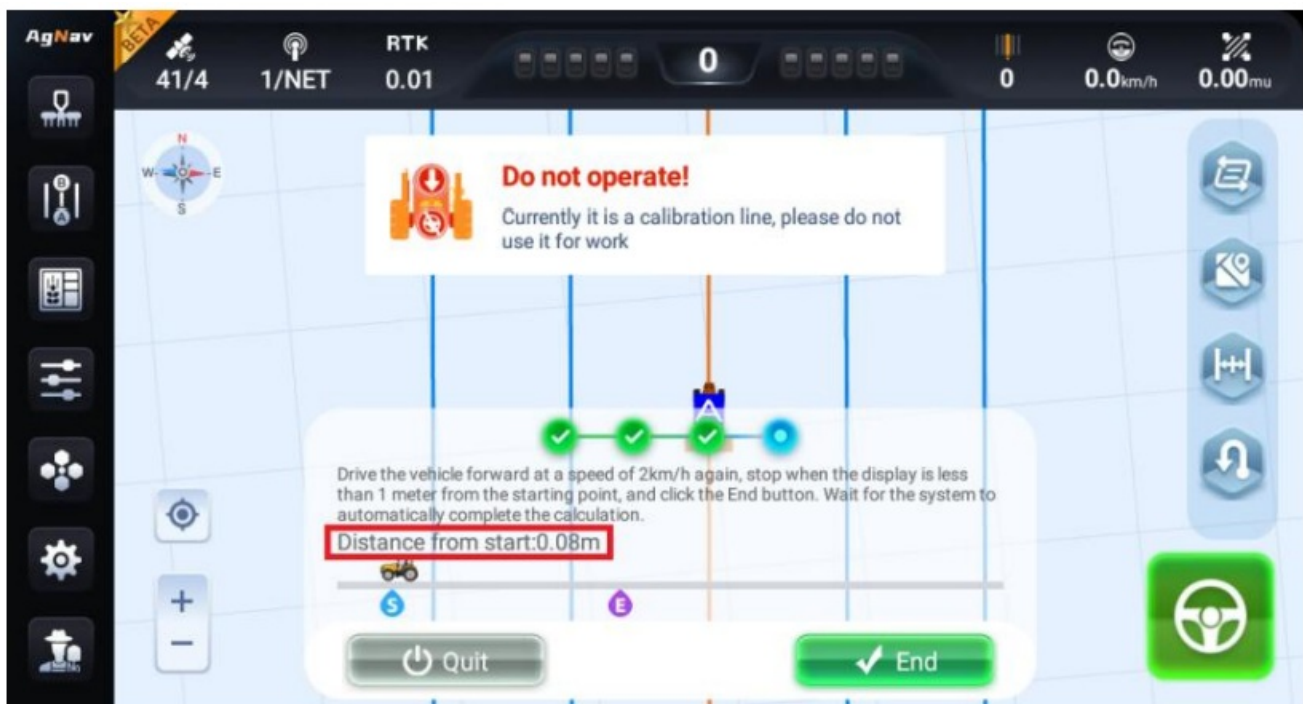 AgNav
BETA
41/4
1/NET
RTK
0.01
0
0
0.0km/h
0.00mu
N
W
E
S
B
A
Do not operate!
Currently it is a calibration line, please do not
use it for work
Drive the vehicle forward at a speed of 2km/h again, stop when the display is less
than 1 meter from the starting point, and click the End button. Wait for the system to
automatically complete the calculation.
Distance from start:0.08m
S
E
Quit
End